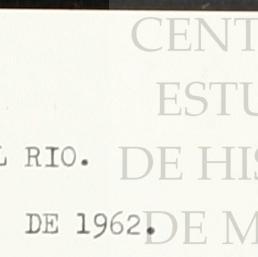 CENT
ESTU
L RIO.
DE HIS
DE 1962.
DE M